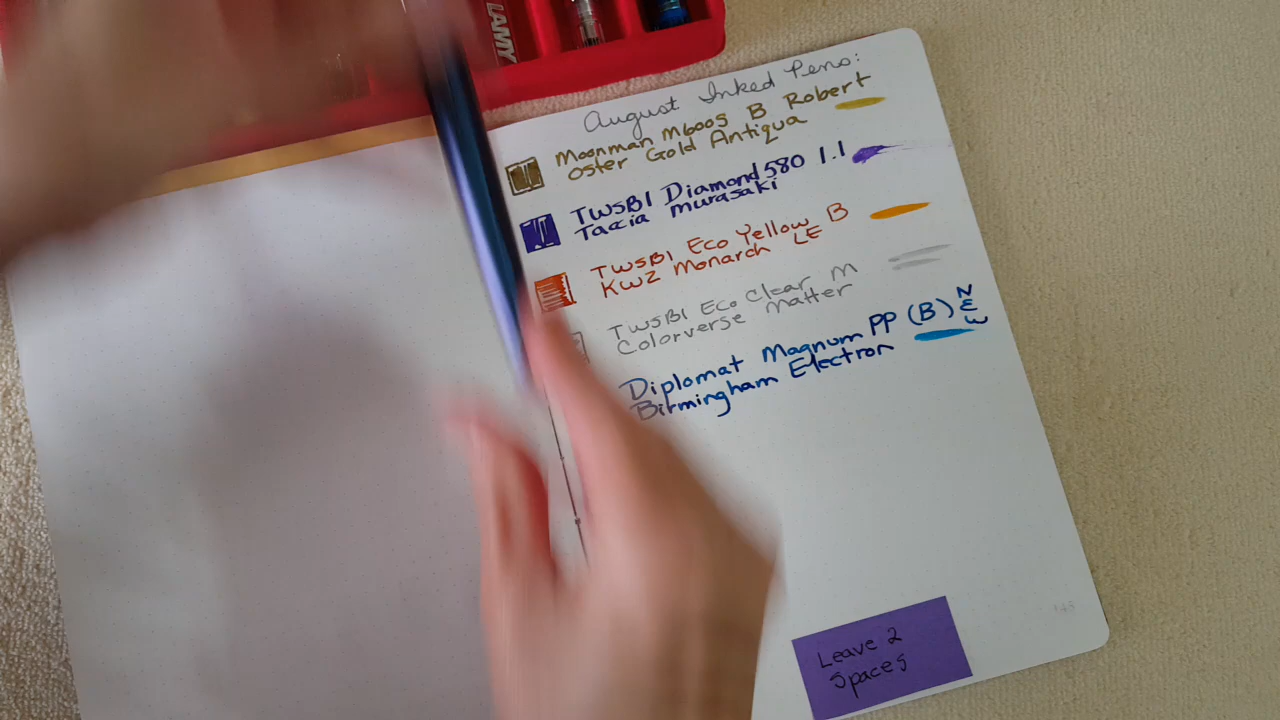 LAMY
August Inked Pens:
Moonman M600S B Robert
Oster Gold Antiqua
TWSBI Diamond 580 1.1
Taccia Murasaki
TWSBI Eco Yellow B
KWZ Monarch LE
TWSBI Eco Clear M
Colorverse Matter
Diplomat Magnum PP (B) NEW
Birmingham Electron
Leave 2
Spaces